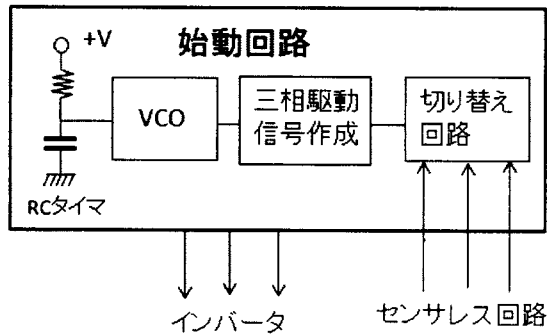 始動回路
+V
VCO
三相駆動
信号作成
切り替え
回路
RCタイマ
インバータ
センサレス回路